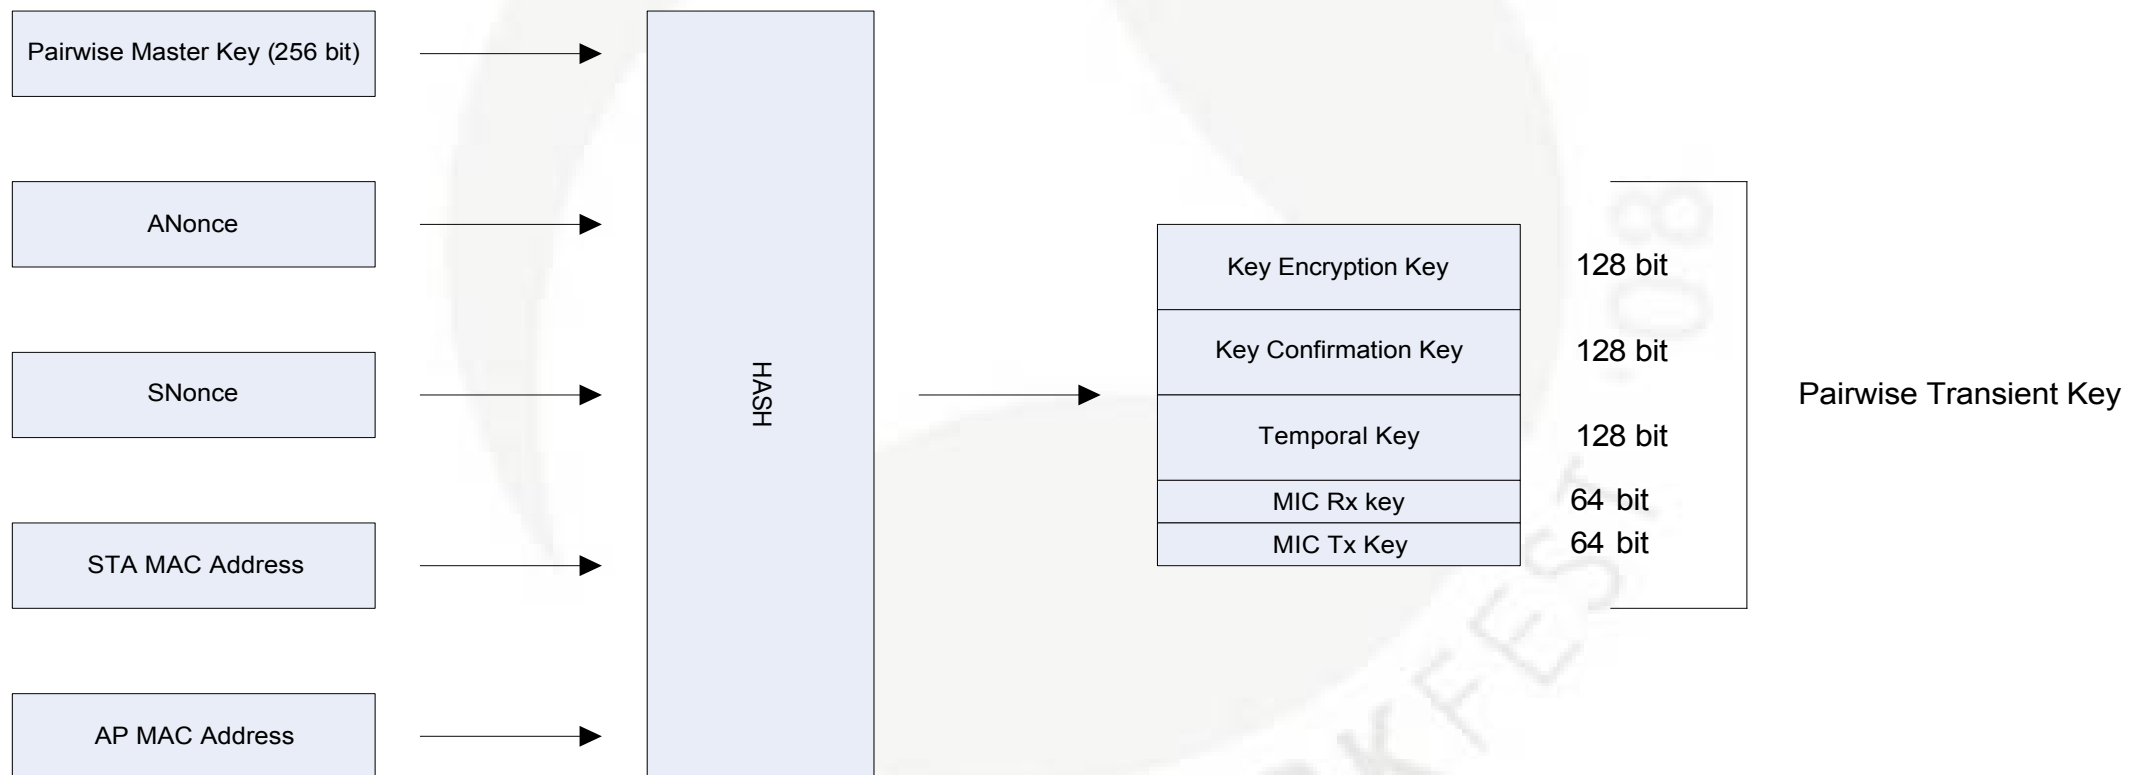 Pairwise Master Key (256 bit)
ANonce
SNonce
STA MAC Address
AP MAC Address
HASH
Key Encryption Key 128 bit
Key Confirmation Key 128 bit
Temporal Key 128 bit
MIC Rx key 64 bit
MIC Tx Key 64 bit
Pairwise Transient Key
'08